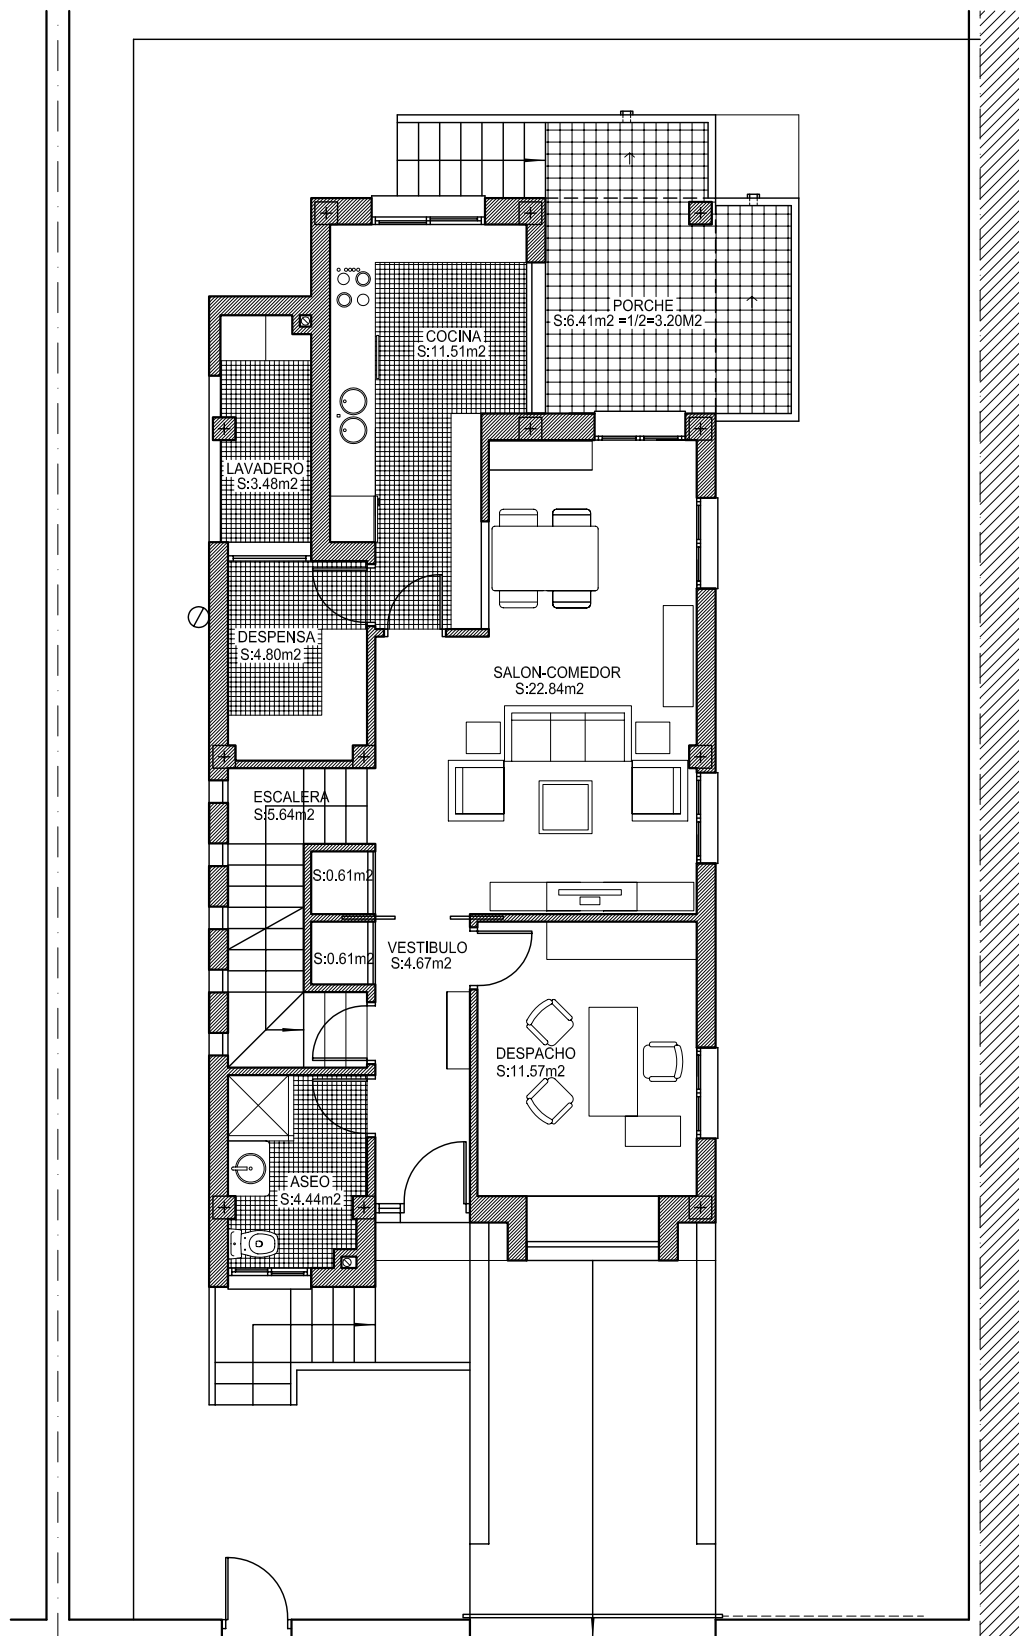 PORCHE
S:6.41m2 =1/2=3.20M2
COCINA
S:11.51m2
LAVADERO
S:3.48m2
DESPENSA
S:4.80m2
SALON-COMEDOR
S:22.84m2
ESCALERA
S:5.64m2
S:0.61m2
VESTIBULO
S:4.67m2
S:0.61m2
DESPACHO
S:11.57m2
ASEO
S:4.44m2